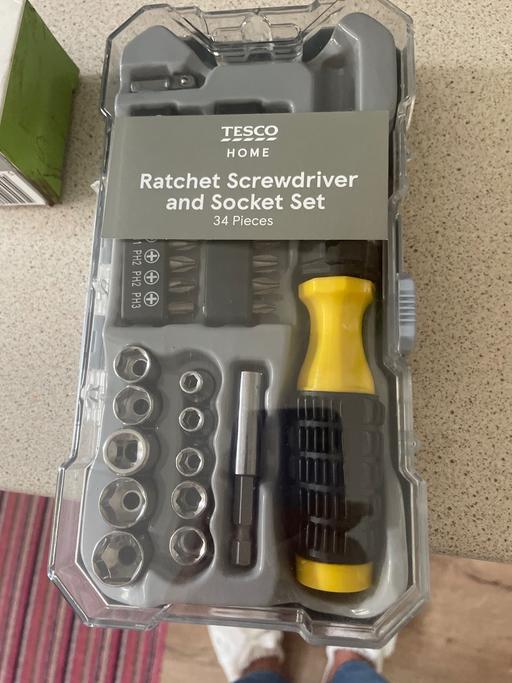 TESCO
HOME
Ratchet Screwdriver
and Socket Set
34 Pieces
PH2
PH2
PH3